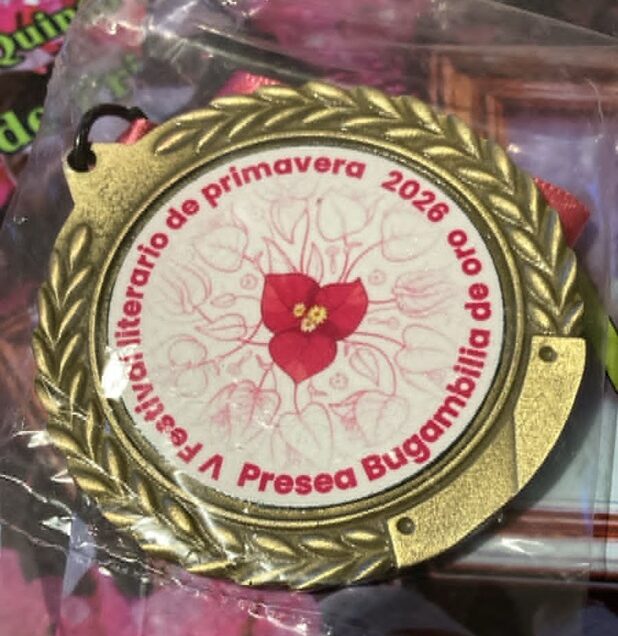 V Festival literario de primavera 2026
Presea Bugambilia de oro